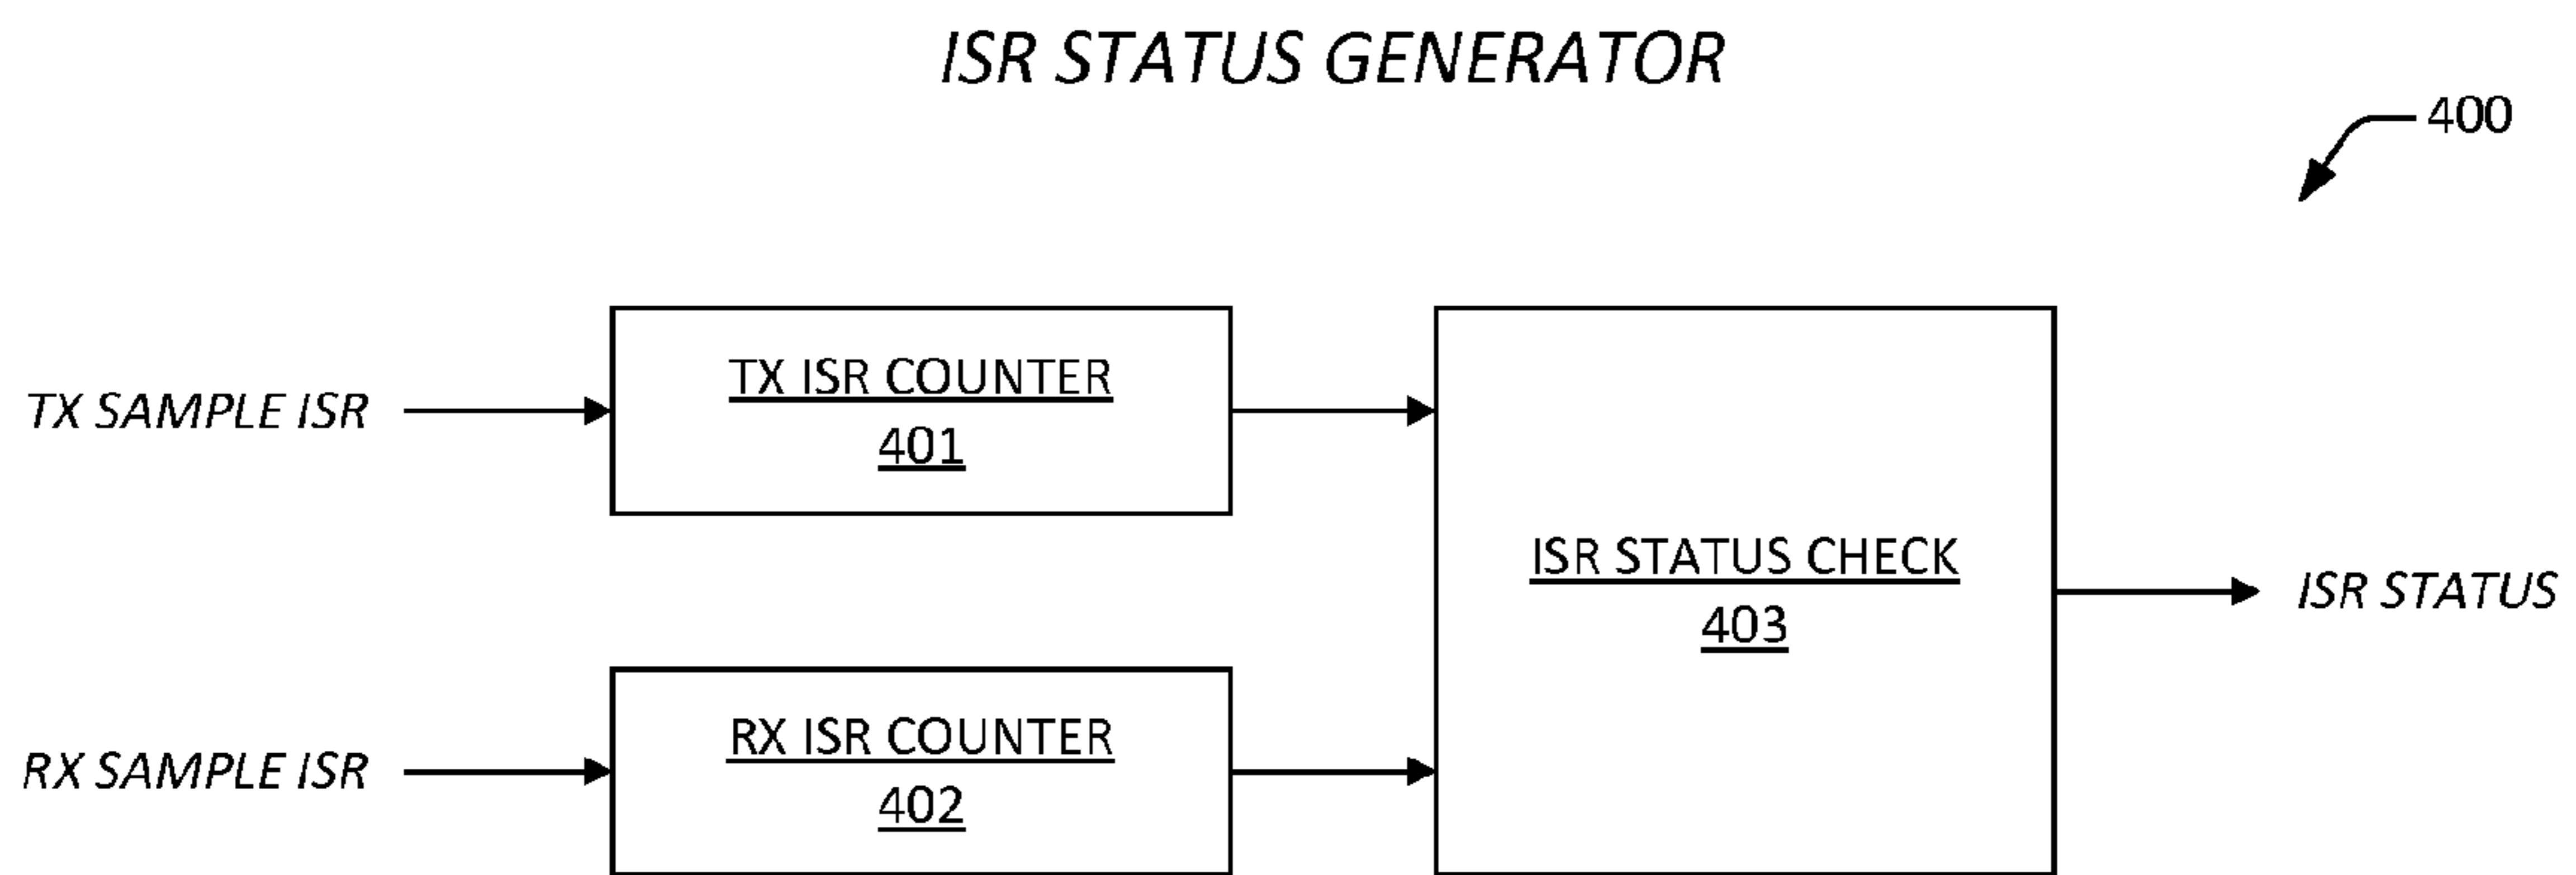 ISR STATUS GENERATOR
400
TX SAMPLE ISR
TX ISR COUNTER
401
ISR STATUS CHECK
403
ISR STATUS
RX SAMPLE ISR
RX ISR COUNTER
402